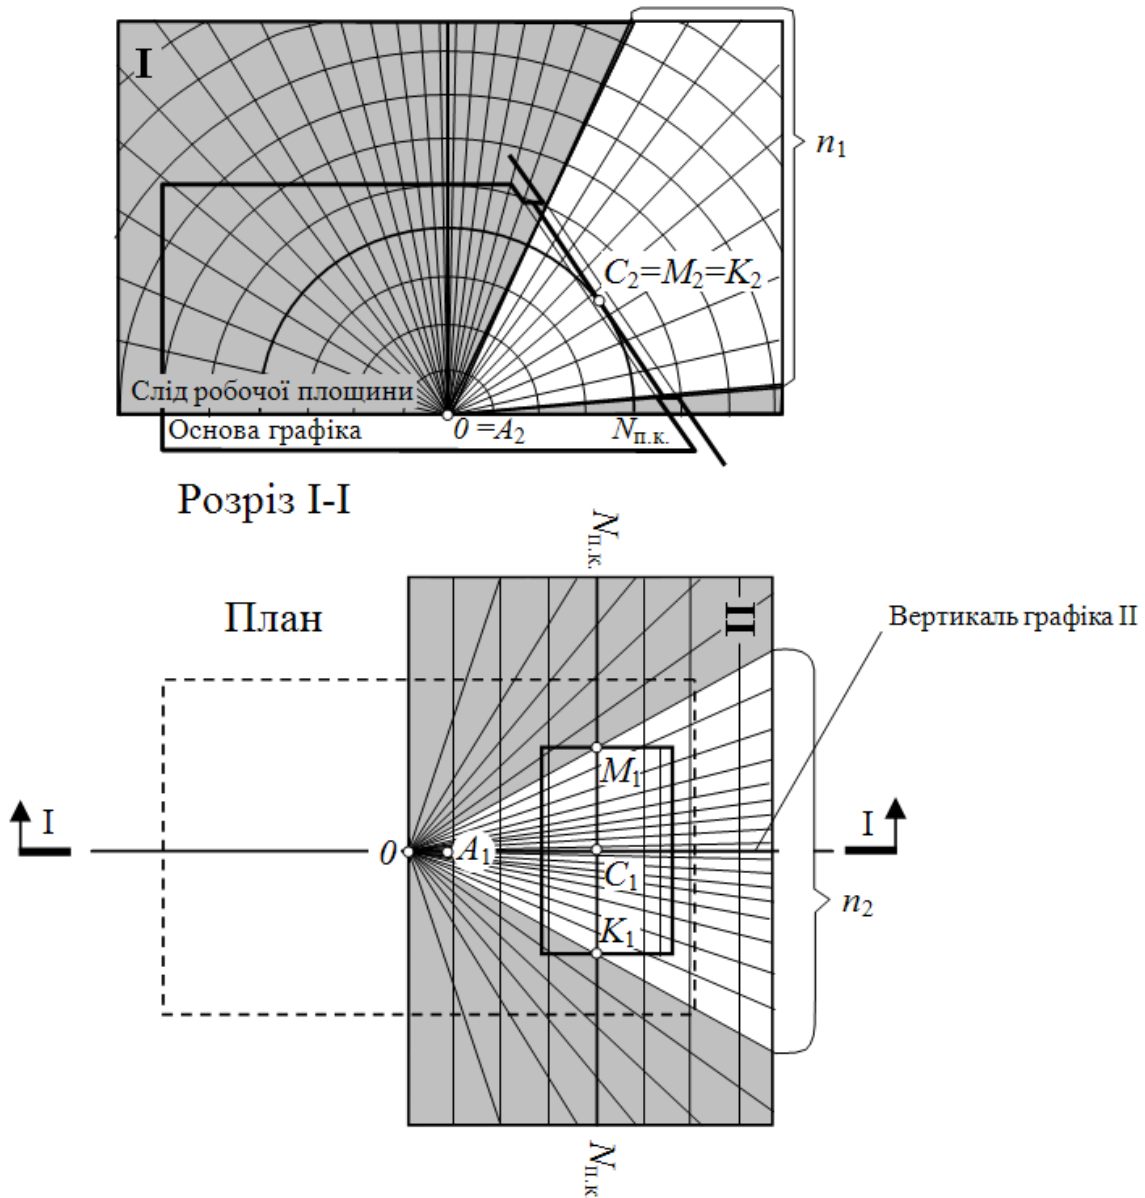 I
n1
C2=M2=K2
Слід робочої площини
Основа графіка
0 =A2
Nп.к.
Розріз I-I
Nп.к.
План
II
Вертикаль графіка II
M1
I
I
0
A1
C1
K1
n2
Nп.к